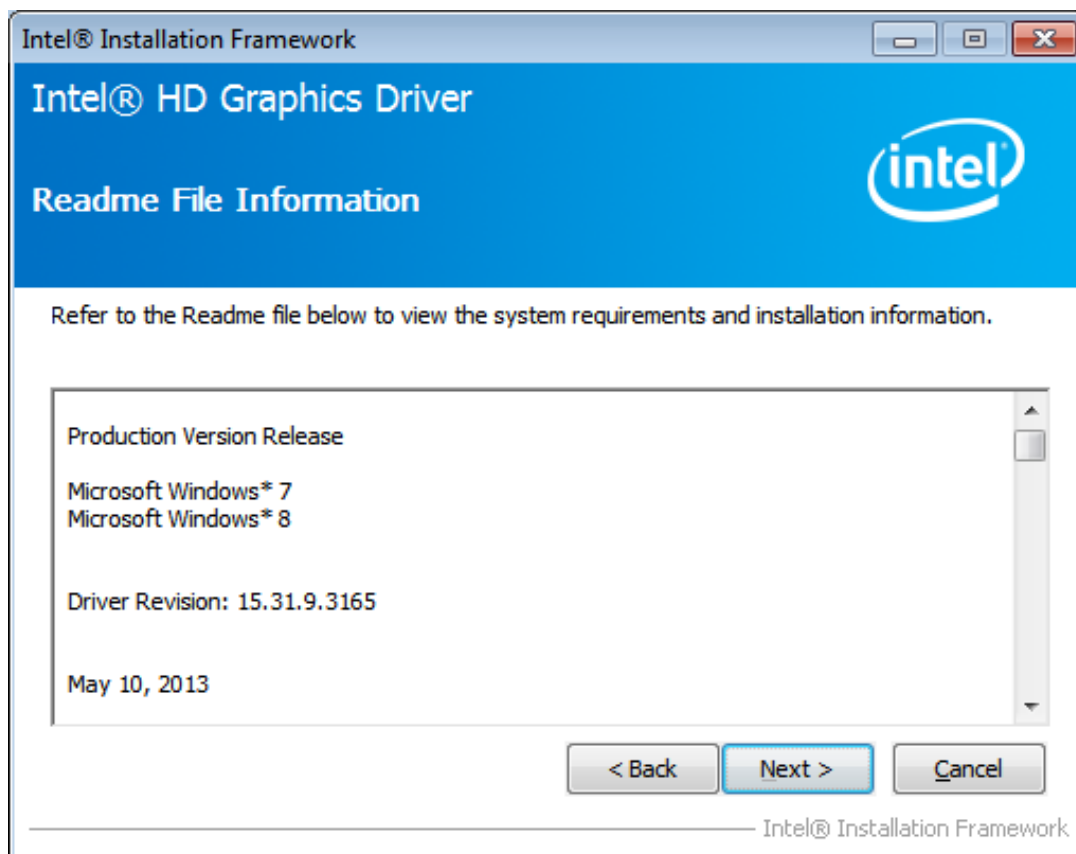 Intel® Installation Framework
Intel® HD Graphics Driver
intel®
Readme File Information
Refer to the Readme file below to view the system requirements and installation information.
Production Version Release
Microsoft Windows* 7
Microsoft Windows* 8
Driver Revision: 15.31.9.3165
May 10, 2013
< Back
Next >
Cancel
Intel® Installation Framework